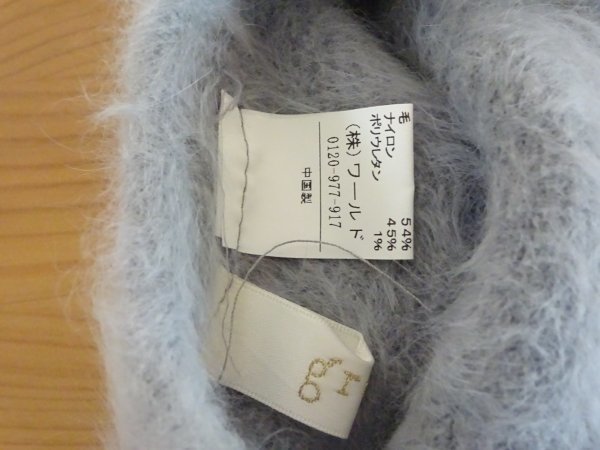 毛 54%
ナイロン 45%
ポリウレタン 1%
(株)ワールド
0120-977-917
中国製